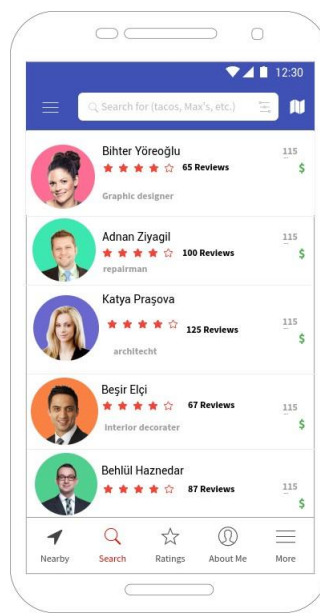 12:30
Search for (tacos, Max's, etc.)
Bihter Yöreoğlu
65 Reviews
115
$
Graphic designer
Adnan Ziyagil
100 Reviews
115
$
repairman
Katya Praşova
125 Reviews
115
$
architecht
Beşir Elçi
67 Reviews
115
$
Interior decorater
Behlül Haznedar
87 Reviews
115
$
Nearby Search Ratings About Me More